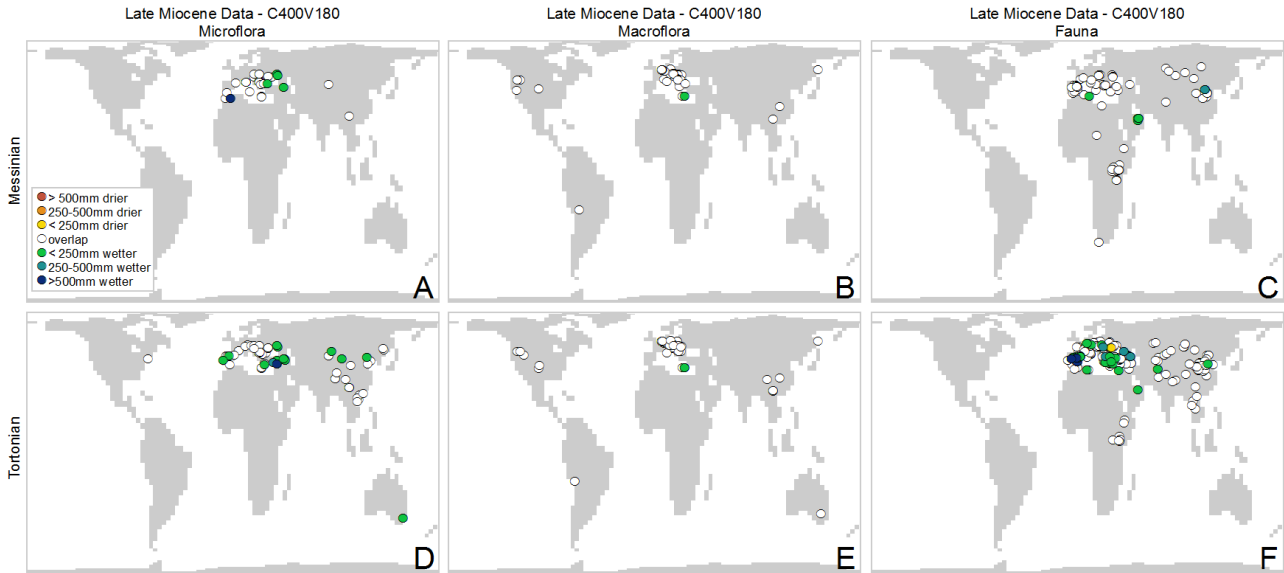 Late Miocene Data - C400V180
Microflora
Late Miocene Data - C400V180
Macroflora
Late Miocene Data - C400V180
Fauna
Messinian
> 500mm drier
250-500mm drier
< 250mm drier
overlap
< 250mm wetter
250-500mm wetter
>500mm wetter
A
B
C
Tortonian
D
E
F